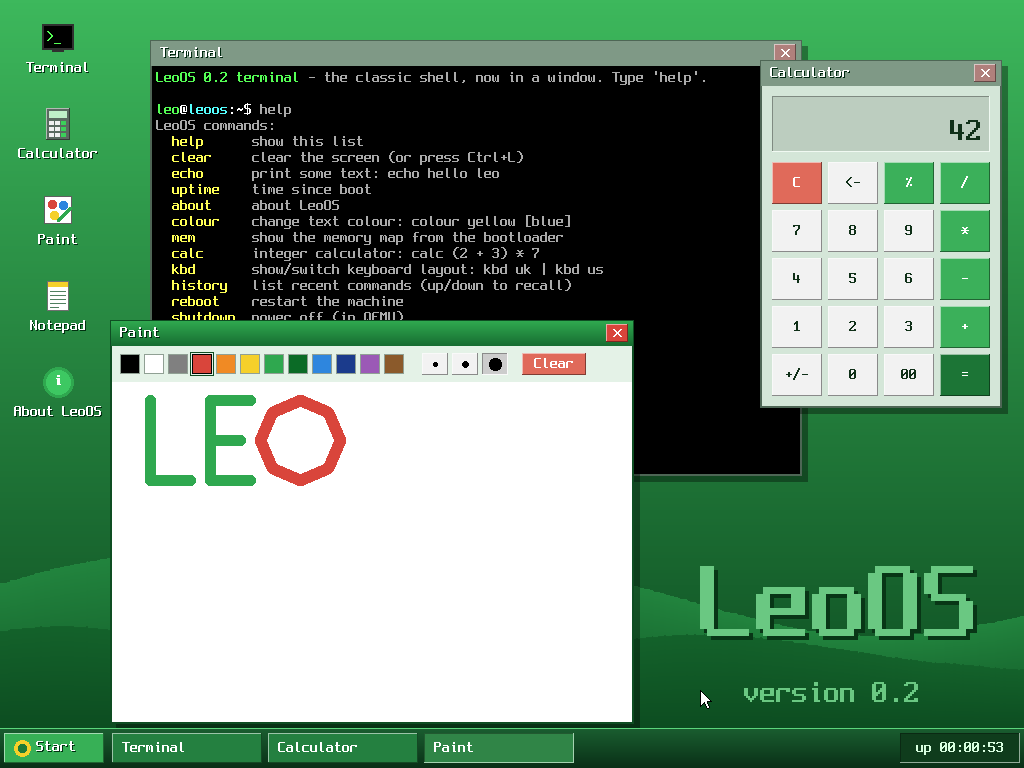 Terminal
Calculator
Paint
Notepad
About LeoOS
Terminal
LeoOS 0.2 terminal - the classic shell, now in a window. Type 'help'.
leo@leoos:~$ help
LeoOS commands:
help show this list
clear clear the screen (or press Ctrl+L)
echo print some text: echo hello leo
uptime time since boot
about about LeoOS
colour change text colour: colour yellow [blue]
mem show the memory map from the bootloader
calc integer calculator: calc (2 + 3) * 7
kbd show/switch keyboard layout: kbd uk | kbd us
history list recent commands (up/down to recall)
reboot restart the machine
shutdown power off (in QEMU)
Calculator
42
C <- % /
7 8 9 *
4 5 6 -
1 2 3 +
+/- 0 00 =
Paint
Clear
LEO
LeoOS
version 0.2
Start
Terminal
Calculator
Paint
up 00:00:53